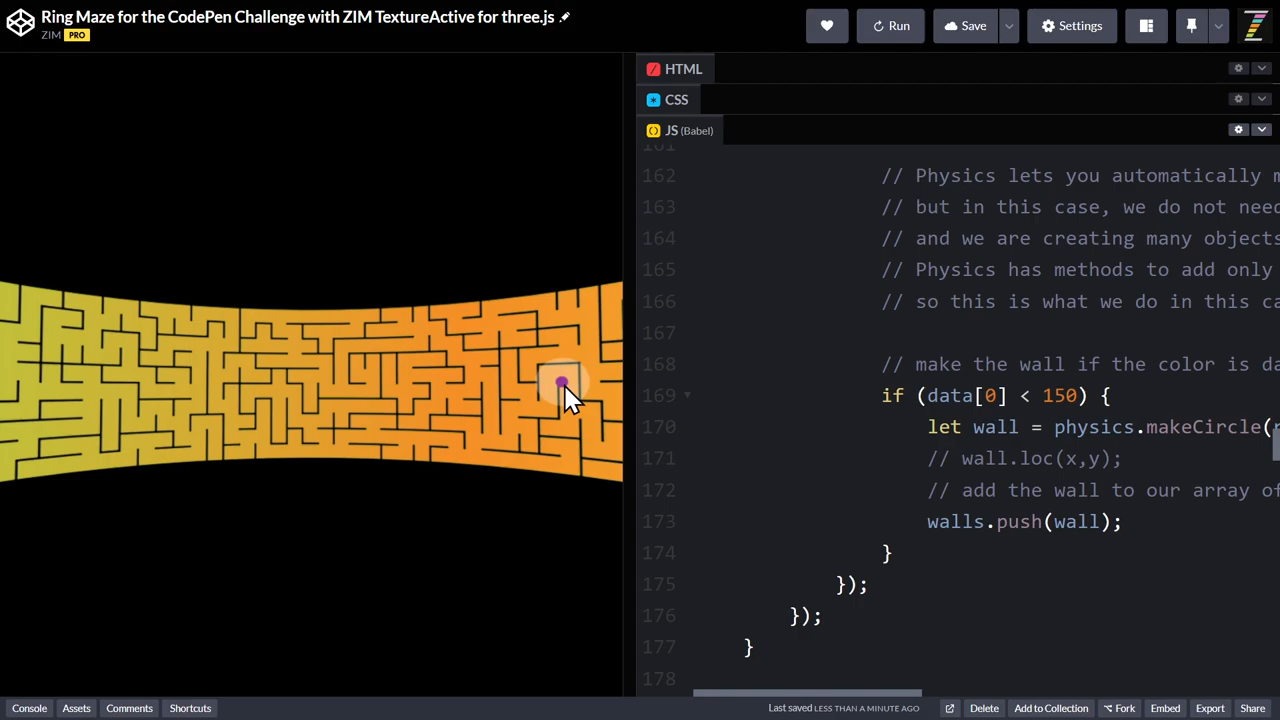 Ring Maze for the CodePen Challenge with ZIM TextureActive for three.js
ZIM PRO
Run
Save
Settings
HTML
CSS
JS (Babel)
161
162 // Physics lets you automatically m
163 // but in this case, we do not need
164 // and we are creating many objects
165 // Physics has methods to add only
166 // so this is what we do in this ca
167
168 // make the wall if the color is da
169 if (data[0] < 150) {
170 let wall = physics.makeCircle(
171 // wall.loc(x,y);
172 // add the wall to our array of
173 walls.push(wall);
174 }
175 });
176 });
177 }
178
Console Assets Comments Shortcuts Last saved LESS THAN A MINUTE AGO Delete Add to Collection Fork Embed Export Share